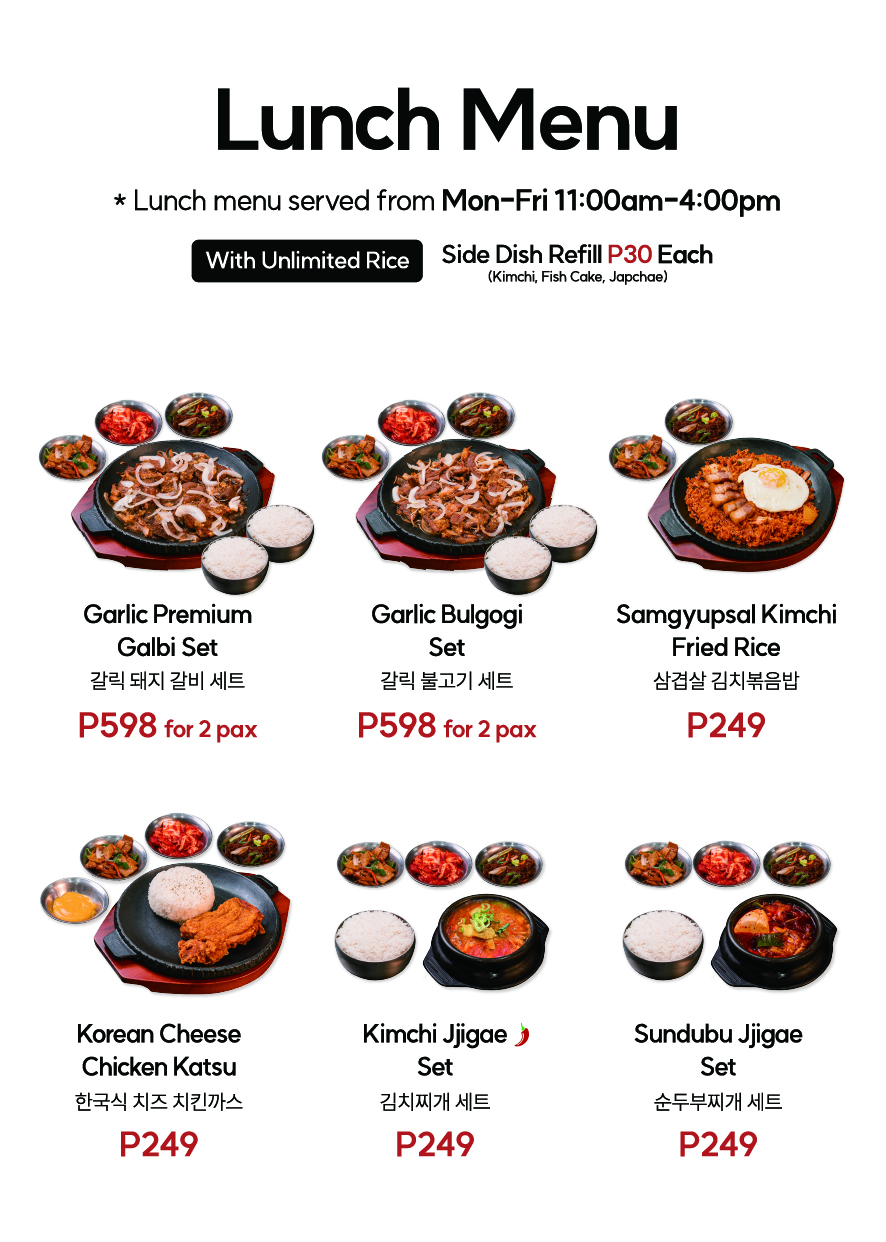 Lunch Menu
* Lunch menu served from Mon-Fri 11:00am-4:00pm
With Unlimited Rice
Side Dish Refill P30 Each
(Kimchi, Fish Cake, Japchae)
Garlic Premium
Galbi Set
갈릭 돼지 갈비 세트
P598 for 2 pax
Garlic Bulgogi
Set
갈릭 불고기 세트
P598 for 2 pax
Samgyupsal Kimchi
Fried Rice
삼겹살 김치볶음밥
P249
Korean Cheese
Chicken Katsu
한국식 치즈 치킨까스
P249
Kimchi Jjigae
Set
김치찌개 세트
P249
Sundubu Jjigae
Set
순두부찌개 세트
P249